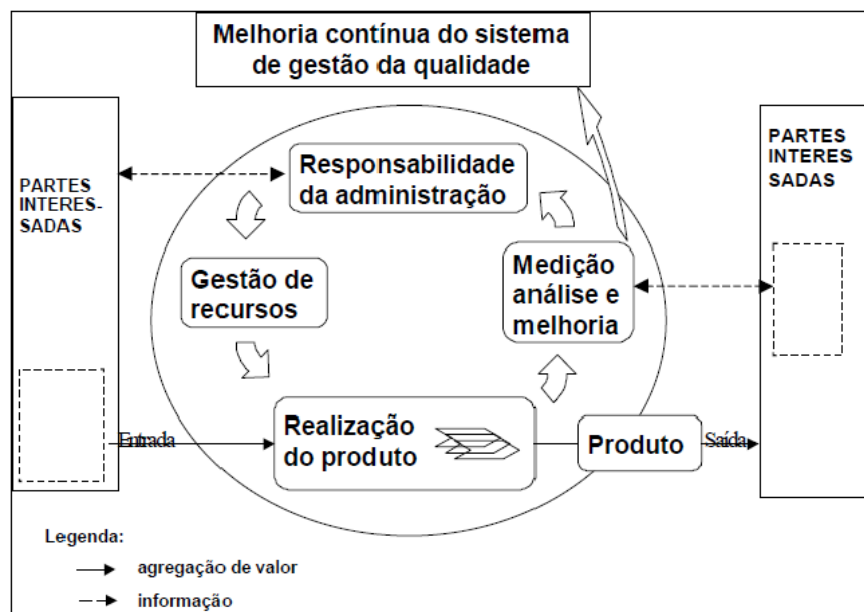 Melhoria contínua do sistema
de gestão da qualidade
PARTES
INTERES-
SADAS
Responsabilidade
da administração
PARTES
INTERES
SADAS
Gestão de
recursos
Medição
análise e
melhoria
Entrada
Realização
do produto
Produto
Saída
Legenda:
agregação de valor
informação